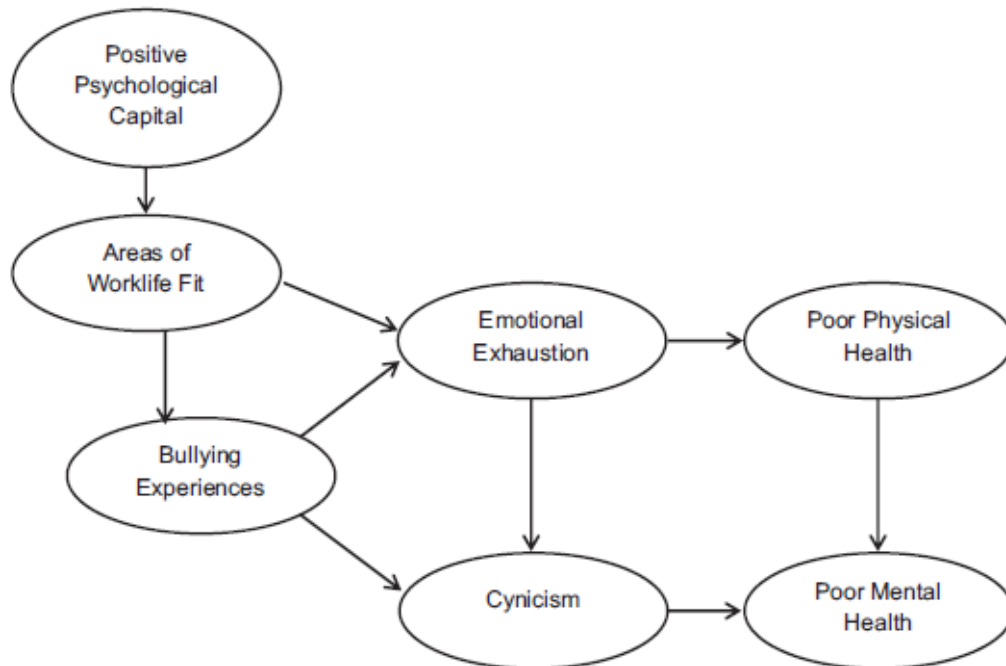 Positive
Psychological
Capital
Areas of
Worklife Fit
Emotional
Exhaustion
Poor Physical
Health
Bullying
Experiences
Cynicism
Poor Mental
Health